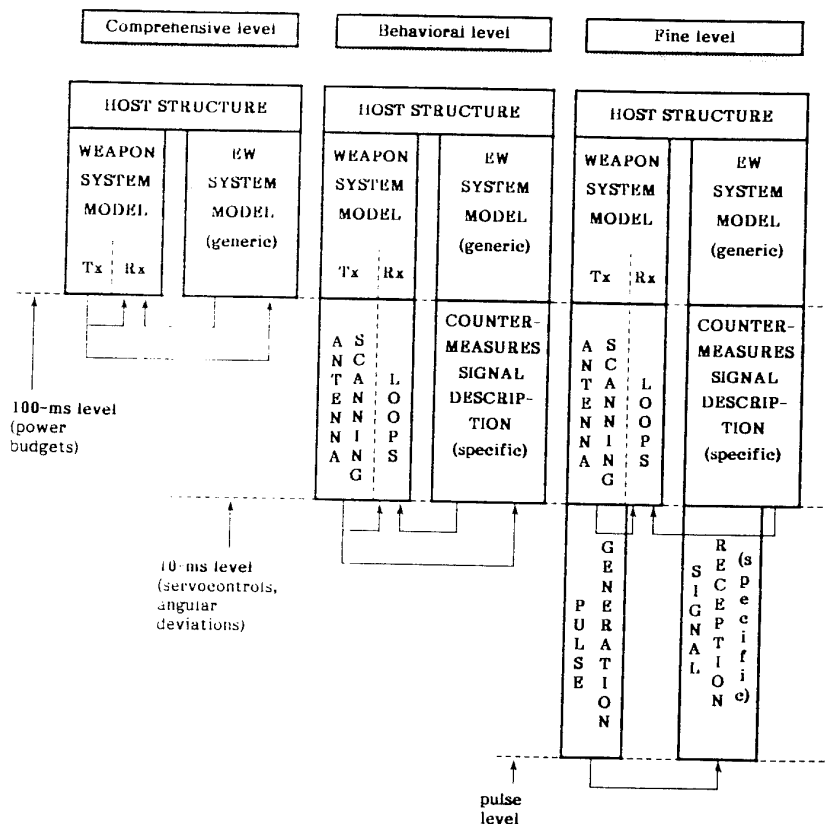 Comprehensive level
Behavioral level
Fine level
HOST STRUCTURE
WEAPON
SYSTEM
MODEL
Tx
Rx
EW
SYSTEM
MODEL
(generic)
HOST STRUCTURE
WEAPON
SYSTEM
MODEL
Tx
Rx
EW
SYSTEM
MODEL
(generic)
HOST STRUCTURE
WEAPON
SYSTEM
MODEL
Tx
Rx
EW
SYSTEM
MODEL
(generic)
100-ms level
(power
budgets)
ANTENNA
SCANNING
LOOPS
COUNTER-
MEASURES
SIGNAL
DESCRIP-
TION
(specific)
ANTENNA
SCANNING
LOOPS
COUNTER-
MEASURES
SIGNAL
DESCRIP-
TION
(specific)
10-ms level
(servocontrols,
angular
deviations)
PULSE
GENERATION
SIGNAL
RECEPTION
(specific)
pulse
level